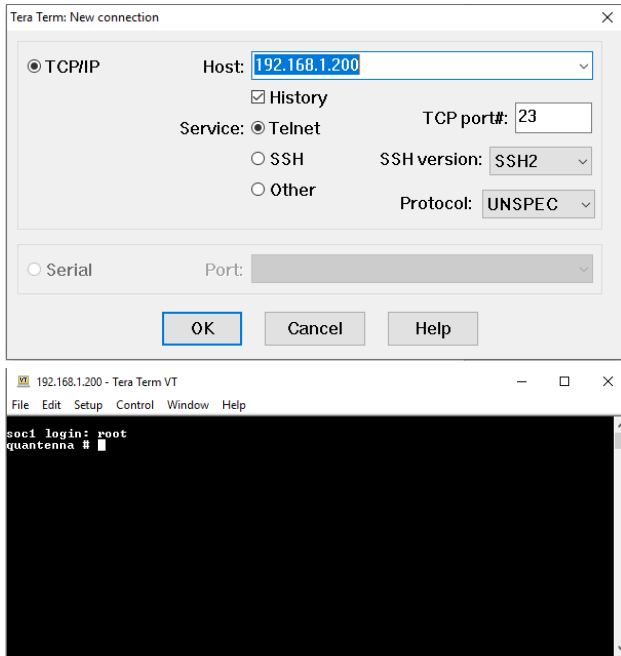 Tera Term: New connection
TCP/IP Host: 192.168.1.200
History
Service: Telnet TCP port#: 23
SSH SSH version: SSH2
Other
Protocol: UNSPEC
Serial Port:
OK Cancel Help
VT 192.168.1.200 - Tera Term VT
File Edit Setup Control Window Help
soc1 login: root
quantenna #